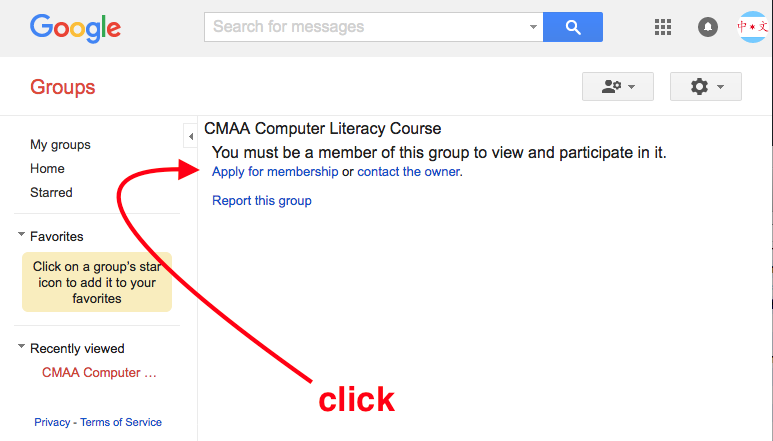 Google
Search for messages
中★文
Groups
CMAA Computer Literacy Course
You must be a member of this group to view and participate in it.
Apply for membership or contact the owner.
Report this group
My groups
Home
Starred
Favorites
Click on a group's star
icon to add it to your
favorites
Recently viewed
CMAA Computer …
Privacy - Terms of Service
click